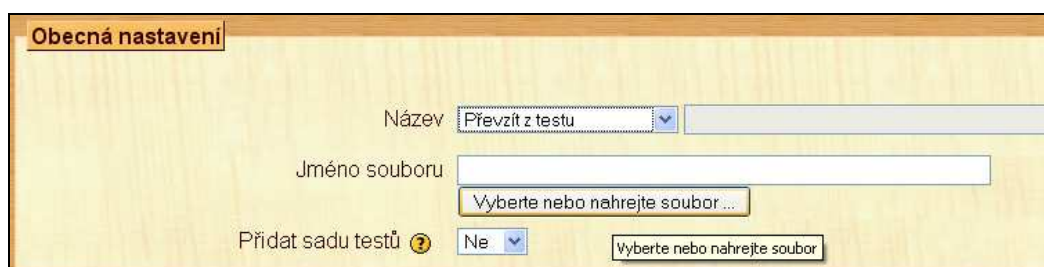 Obecná nastavení
Název Převzít z testu
Jméno souboru
Vyberte nebo nahrejte soubor ...
Přidat sadu testů ? Ne
Vyberte nebo nahrejte soubor